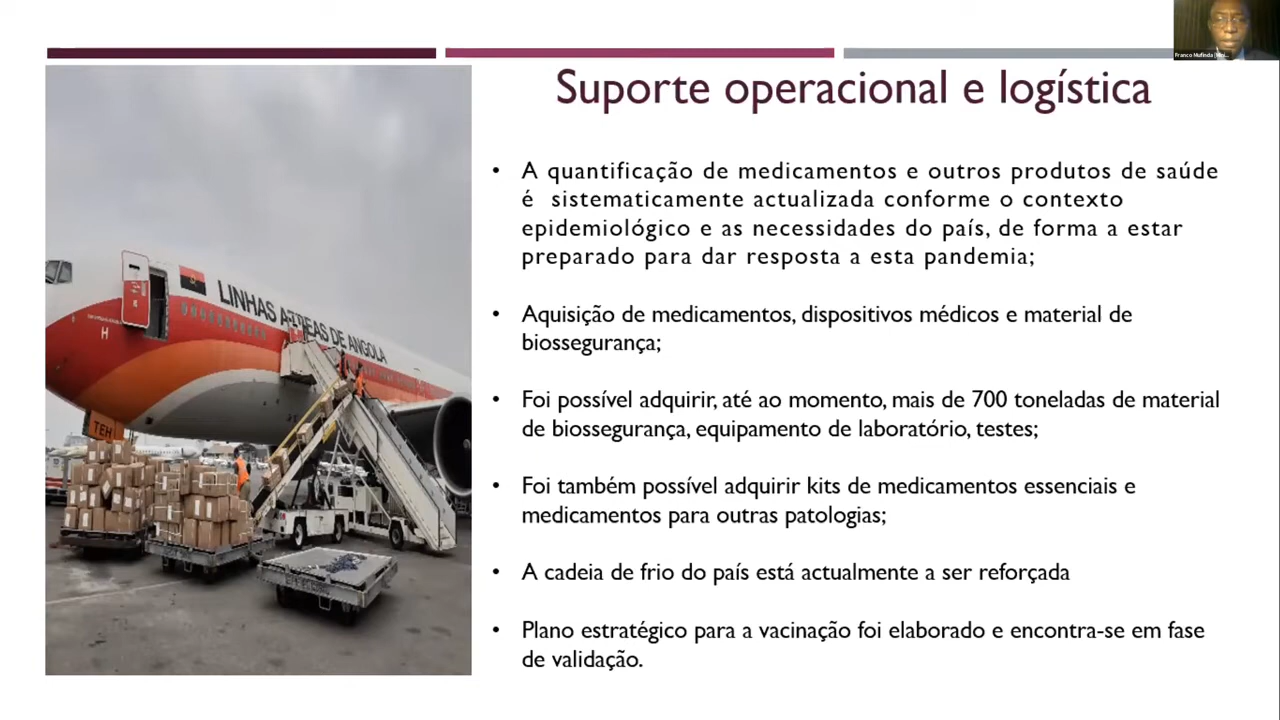 Franco Mufinda
Suporte operacional e logística
• A quantificação de medicamentos e outros produtos de saúde
é sistematicamente actualizada conforme o contexto
epidemiológico e as necessidades do país, de forma a estar
preparado para dar resposta a esta pandemia;
• Aquisição de medicamentos, dispositivos médicos e material de
biossegurança;
• Foi possível adquirir, até ao momento, mais de 700 toneladas de material
de biossegurança, equipamento de laboratório, testes;
• Foi também possível adquirir kits de medicamentos essenciais e
medicamentos para outras patologias;
• A cadeia de frio do país está actualmente a ser reforçada
• Plano estratégico para a vacinação foi elaborado e encontra-se em fase
de validação.
LINHAS AÉREAS DE ANGOLA
H
TEH